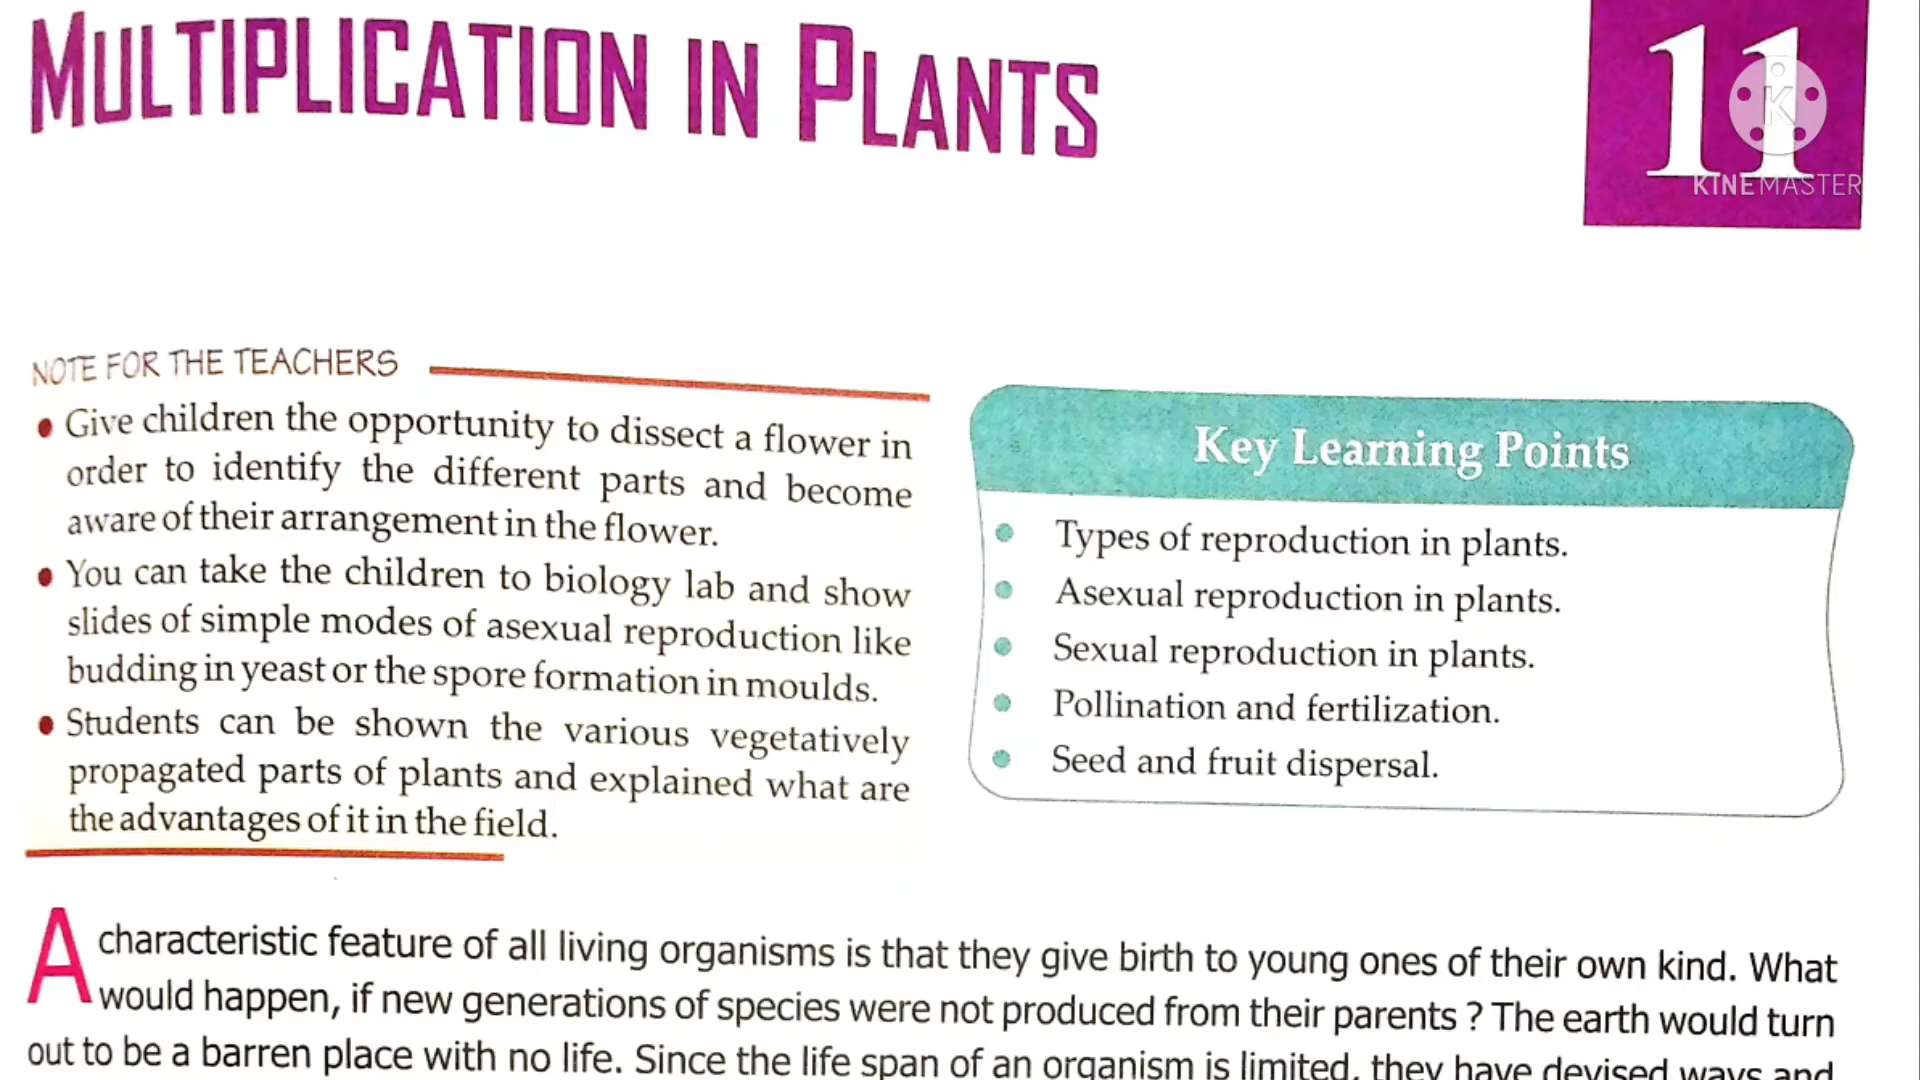 MULTIPLICATION IN PLANTS
11
KINEMASTER
NOTE FOR THE TEACHERS
• Give children the opportunity to dissect a flower in
order to identify the different parts and become
aware of their arrangement in the flower.
• You can take the children to biology lab and show
slides of simple modes of asexual reproduction like
budding in yeast or the spore formation in moulds.
• Students can be shown the various vegetatively
propagated parts of plants and explained what are
the advantages of it in the field.
Key Learning Points
• Types of reproduction in plants.
• Asexual reproduction in plants.
• Sexual reproduction in plants.
• Pollination and fertilization.
• Seed and fruit dispersal.
A characteristic feature of all living organisms is that they give birth to young ones of their own kind. What
would happen, if new generations of species were not produced from their parents ? The earth would turn
out to be a barren place with no life. Since the life span of an organism is limited, they have devised ways and